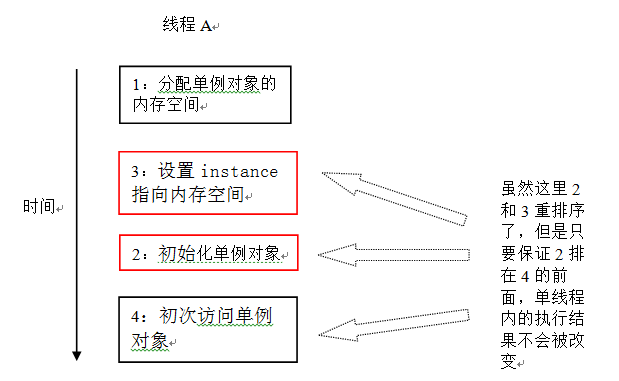 线程 A
1：分配单例对象的
内存空间
3：设置 instance
指向内存空间
时间
2：初始化单例对象
4：初次访问单例
对象
虽然这里 2
和 3 重排序
了，但是只
要保证 2 排
在 4 的前
面，单线程
内的执行结
果不会被改
变